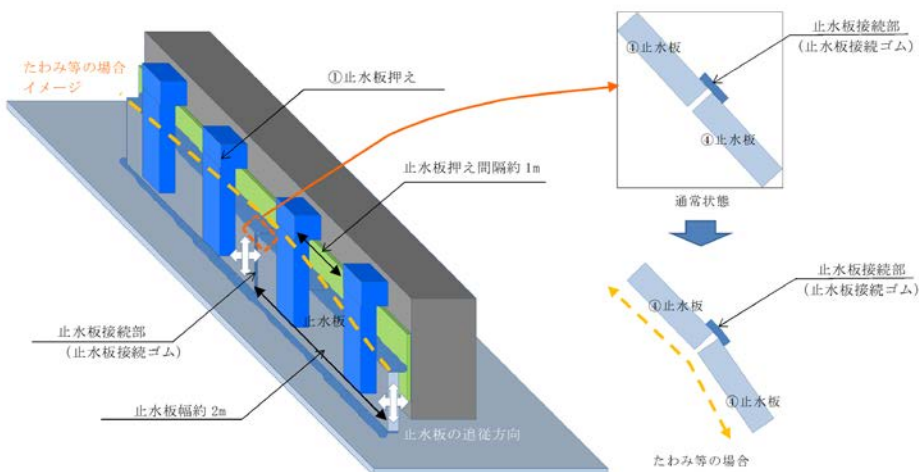 たわみ等の場合
イメージ
①止水板押え
止水板押え間隔約 1m
止水板
止水板接続部
(止水板接続ゴム)
止水板幅約 2m
止水板の追従方向
④止水板
止水板接続部
(止水板接続ゴム)
④止水板
通常状態
④止水板
止水板接続部
(止水板接続ゴム)
④止水板
たわみ等の場合